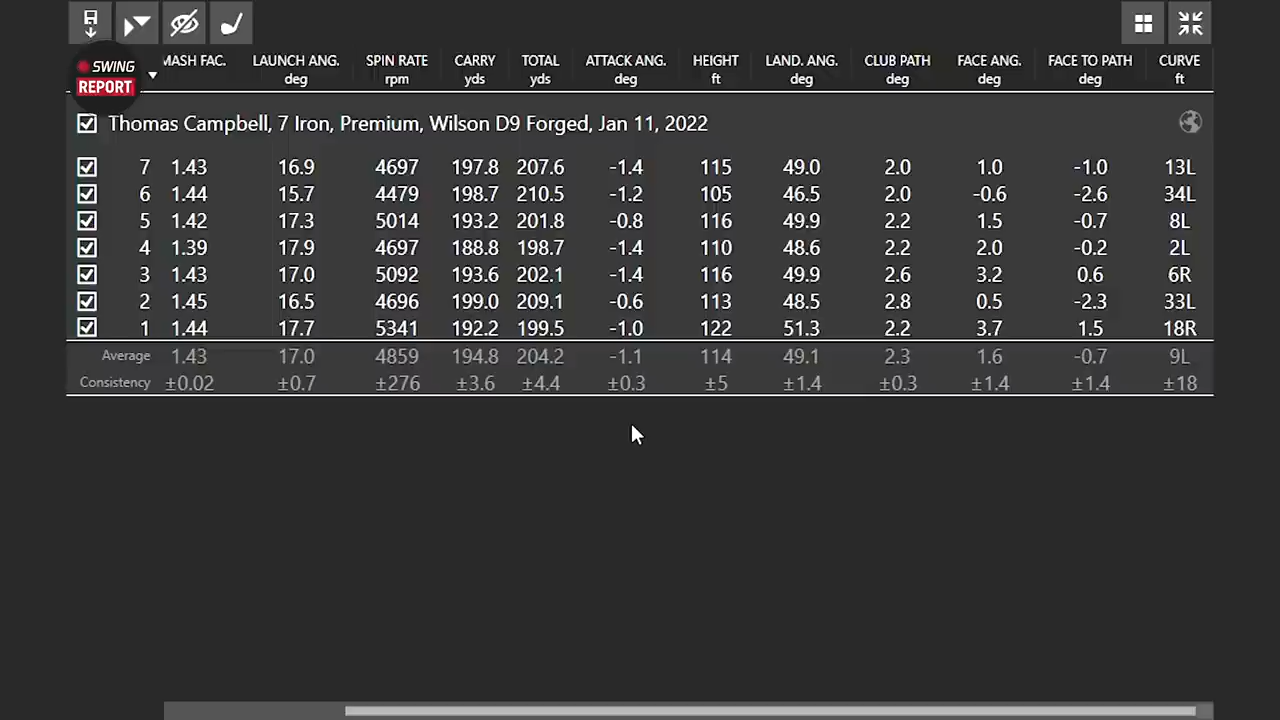 MASH FAC. LAUNCH ANG. SPIN RATE CARRY TOTAL ATTACK ANG. HEIGHT LAND. ANG. CLUB PATH FACE ANG. FACE TO PATH CURVE
deg rpm yds yds deg ft deg deg deg deg ft
SWING
REPORT
Thomas Campbell, 7 Iron, Premium, Wilson D9 Forged, Jan 11, 2022
7 1.43 16.9 4697 197.8 207.6 -1.4 115 49.0 2.0 1.0 -1.0 13L
6 1.44 15.7 4479 198.7 210.5 -1.2 105 46.5 2.0 -0.6 -2.6 34L
5 1.42 17.3 5014 193.2 201.8 -0.8 116 49.9 2.2 1.5 -0.7 8L
4 1.39 17.9 4697 188.8 198.7 -1.4 110 48.6 2.2 2.0 -0.2 2L
3 1.43 17.0 5092 193.6 202.1 -1.4 116 49.9 2.6 3.2 0.6 6R
2 1.45 16.5 4696 199.0 209.1 -0.6 113 48.5 2.8 0.5 -2.3 33L
1 1.44 17.7 5341 192.2 199.5 -1.0 122 51.3 2.2 3.7 1.5 18R
Average 1.43 17.0 4859 194.8 204.2 -1.1 114 49.1 2.3 1.6 -0.7 9L
Consistency ±0.02 ±0.7 ±276 ±3.6 ±4.4 ±0.3 ±5 ±1.4 ±0.3 ±1.4 ±1.4 ±18